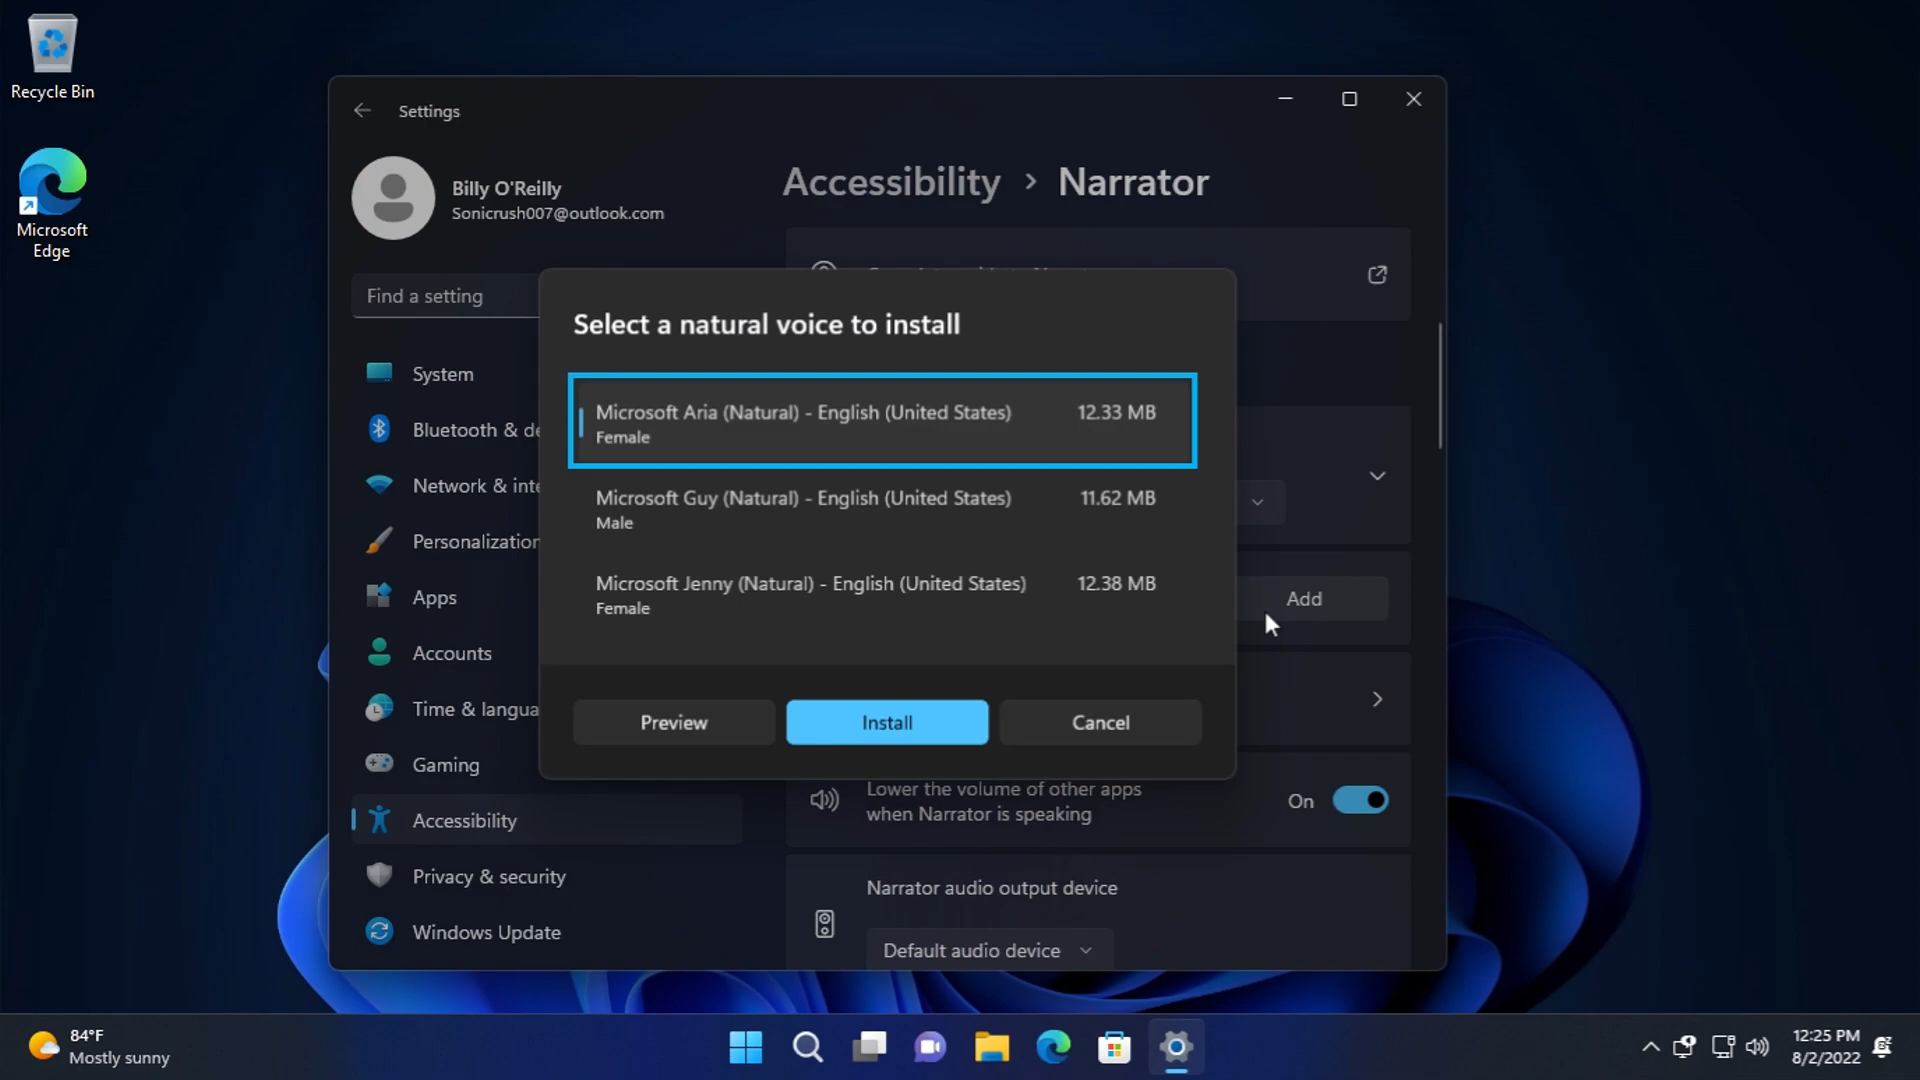 Recycle Bin
Microsoft
Edge
Settings
Billy O'Reilly
Sonicrush007@outlook.com
Find a setting
System
Bluetooth & de
Network & inte
Personalization
Apps
Accounts
Time & langua
Gaming
Accessibility
Privacy & security
Windows Update
Accessibility > Narrator
Select a natural voice to install
Microsoft Aria (Natural) - English (United States) 12.33 MB
Female
Microsoft Guy (Natural) - English (United States) 11.62 MB
Male
Microsoft Jenny (Natural) - English (United States) 12.38 MB
Female
Preview
Install
Cancel
Add
Lower the volume of other apps
when Narrator is speaking
On
Narrator audio output device
Default audio device
84°F
Mostly sunny
12:25 PM
8/2/2022